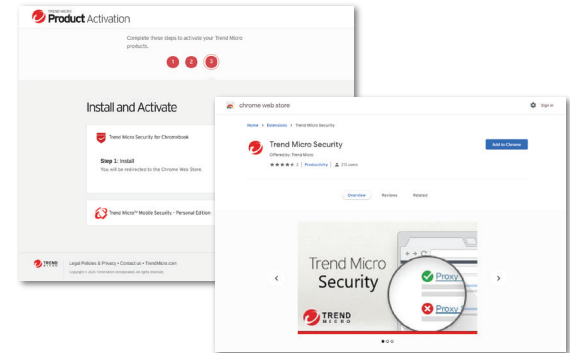 TREND MICRO
Product Activation
Complete these steps to activate your Trend Micro
products.
1 2 3
Install and Activate
Trend Micro Security for Chromebook
Step 1: Install
You will be redirected to the Chrome Web Store.
Trend Micro™ Mobile Security - Personal Edition
TREND
MICRO
Legal Policies & Privacy • Contact us • TrendMicro.com
chrome web store
Sign in
Home > Extensions > Trend Micro Security
Trend Micro Security
Offered by: Trend Micro
2 | Productivity |
users
Add to Chrome
Overview Reviews Related
Trend Micro
Security
Proxy
Proxy
TREND
MICRO